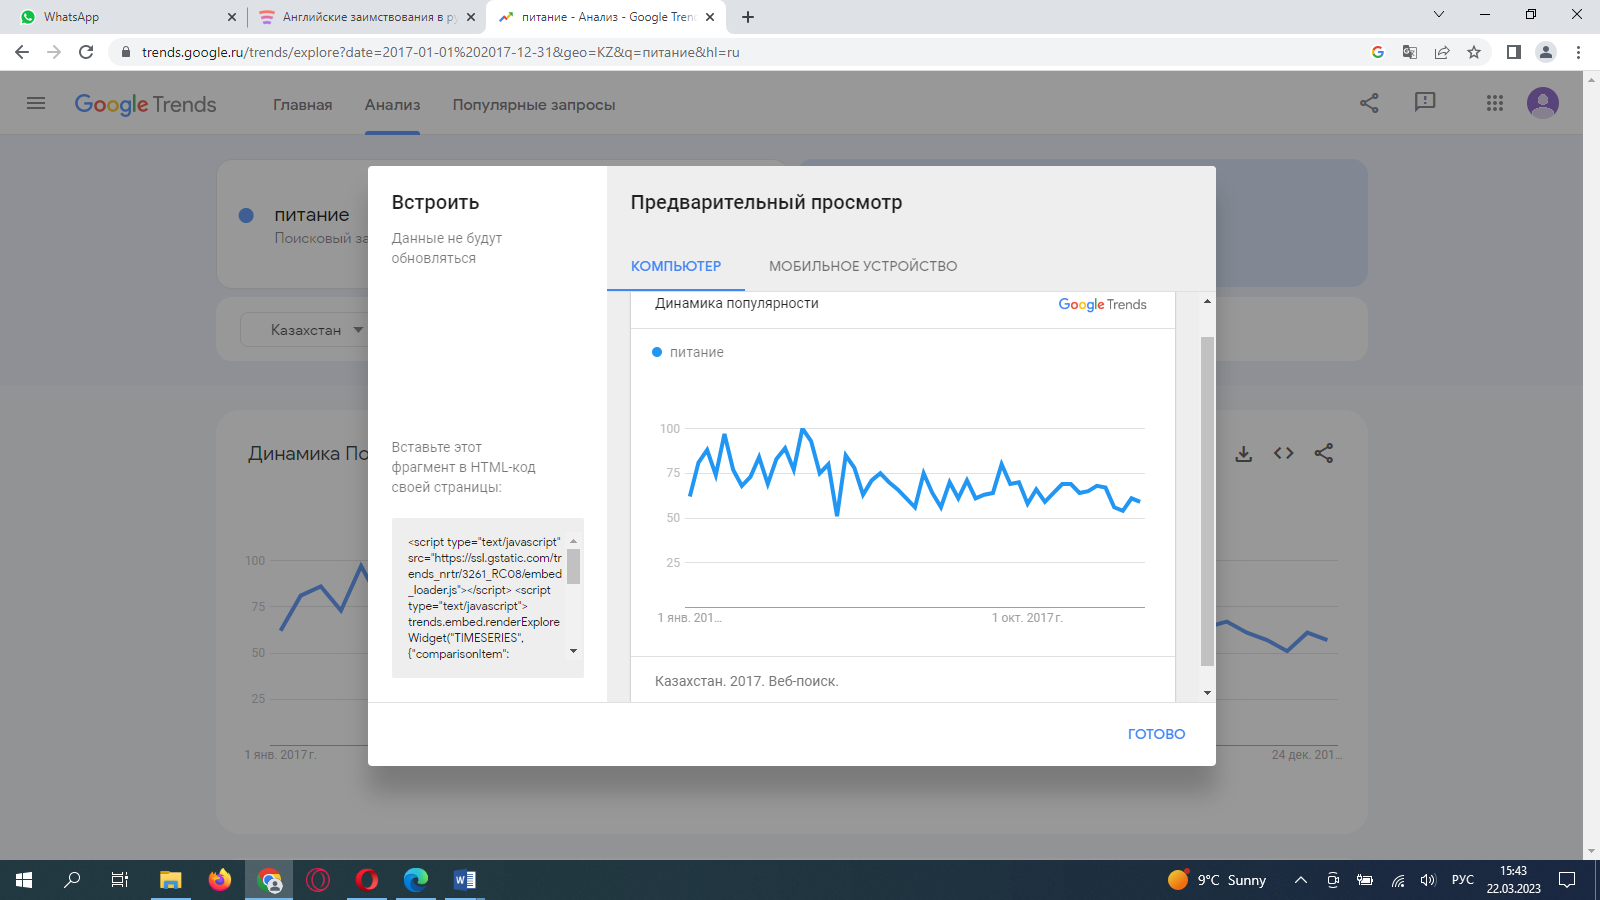 WhatsApp
Английские заимствования в ру
питание - Анализ - Google Tren
trends.google.ru/trends/explore?date=2017-01-01%202017-12-31&geo=KZ&q=питание&hl=ru
Google Trends
Главная
Анализ
Популярные запросы
питание
Поисковый за
Казахстан
Динамика По
100
75
50
25
1 янв. 2017 г.
24 дек. 201...
Встроить
Данные не будут
обновляться
Вставьте этот
фрагмент в HTML-код
своей страницы:
<script type="text/javascript"
src="https://ssl.gstatic.com/tr
ends_nrtr/3261_RC08/embed
_loader.js"></script> <script
type="text/javascript">
trends.embed.renderExplore
Widget("TIMESERIES",
{"comparisonItem":
Предварительный просмотр
КОМПЬЮТЕР
МОБИЛЬНОЕ УСТРОЙСТВО
Динамика популярности
Google Trends
питание
100
75
50
25
1 янв. 201...
1 окт. 2017 г.
Казахстан. 2017. Веб-поиск.
ГОТОВО
9°C Sunny
РУС
15:43
22.03.2023